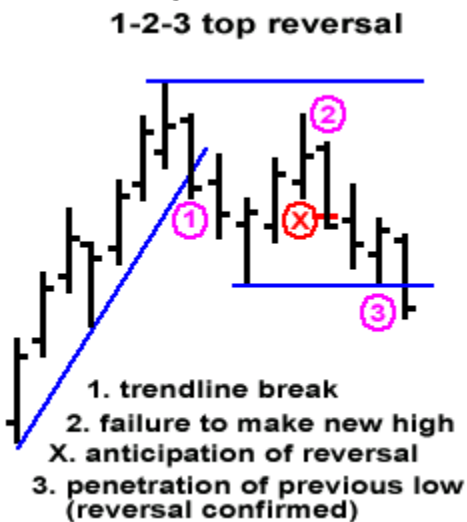 1-2-3 top reversal
2
1
X
3
1. trendline break
2. failure to make new high
X. anticipation of reversal
3. penetration of previous low
(reversal confirmed)